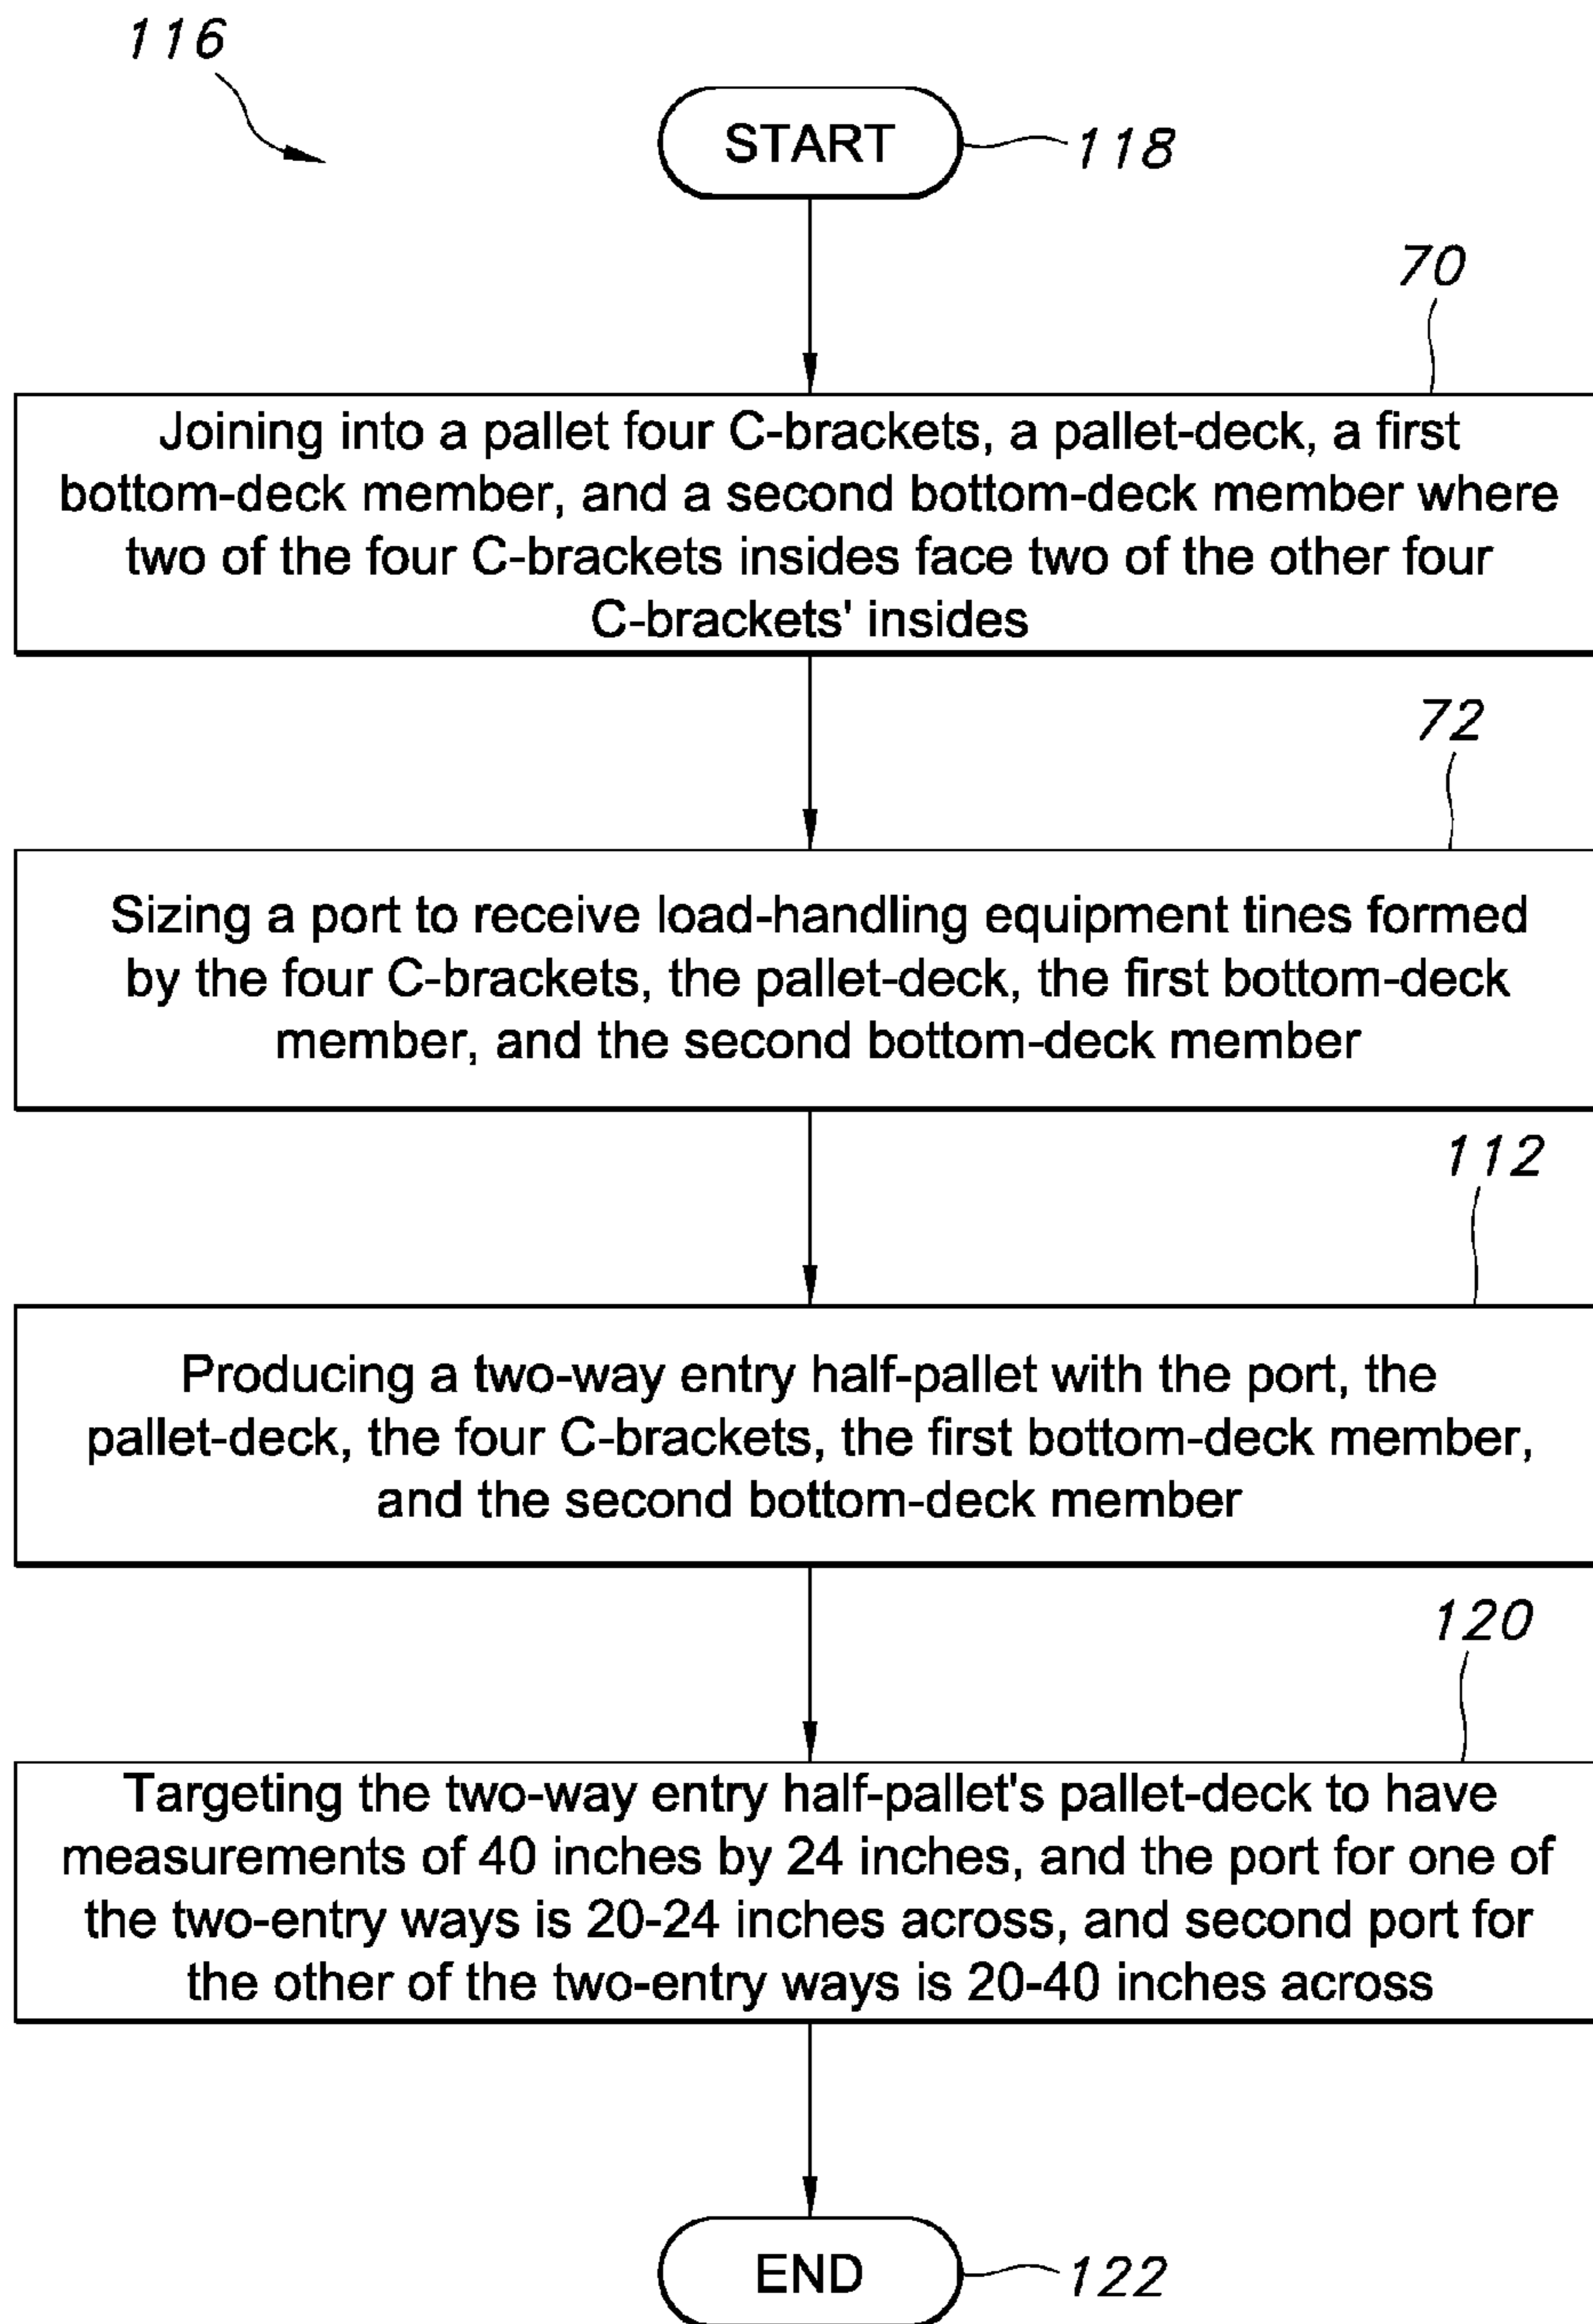 116
START
118
70
Joining into a pallet four C-brackets, a pallet-deck, a first
bottom-deck member, and a second bottom-deck member where
two of the four C-brackets insides face two of the other four
C-brackets' insides
72
Sizing a port to receive load-handling equipment tines formed
by the four C-brackets, the pallet-deck, the first bottom-deck
member, and the second bottom-deck member
112
Producing a two-way entry half-pallet with the port, the
pallet-deck, the four C-brackets, the first bottom-deck member,
and the second bottom-deck member
120
Targeting the two-way entry half-pallet's pallet-deck to have
measurements of 40 inches by 24 inches, and the port for one of
the two-entry ways is 20-24 inches across, and second port for
the other of the two-entry ways is 20-40 inches across
END
122